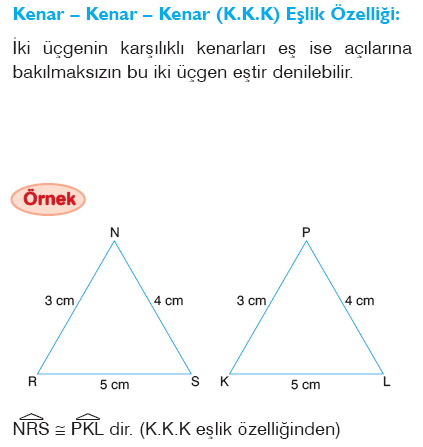 Kenar – Kenar – Kenar (K.K.K) Eşlik Özelliği:
İki üçgenin karşılıklı kenarları eş ise açılarına
bakılmaksızın bu iki üçgen eştir denilebilir.
Örnek
N P
3 cm 4 cm 3 cm 4 cm
R S K L
5 cm 5 cm
NRS ≅ PKL dir. (K.K.K eşlik özelliğinden)